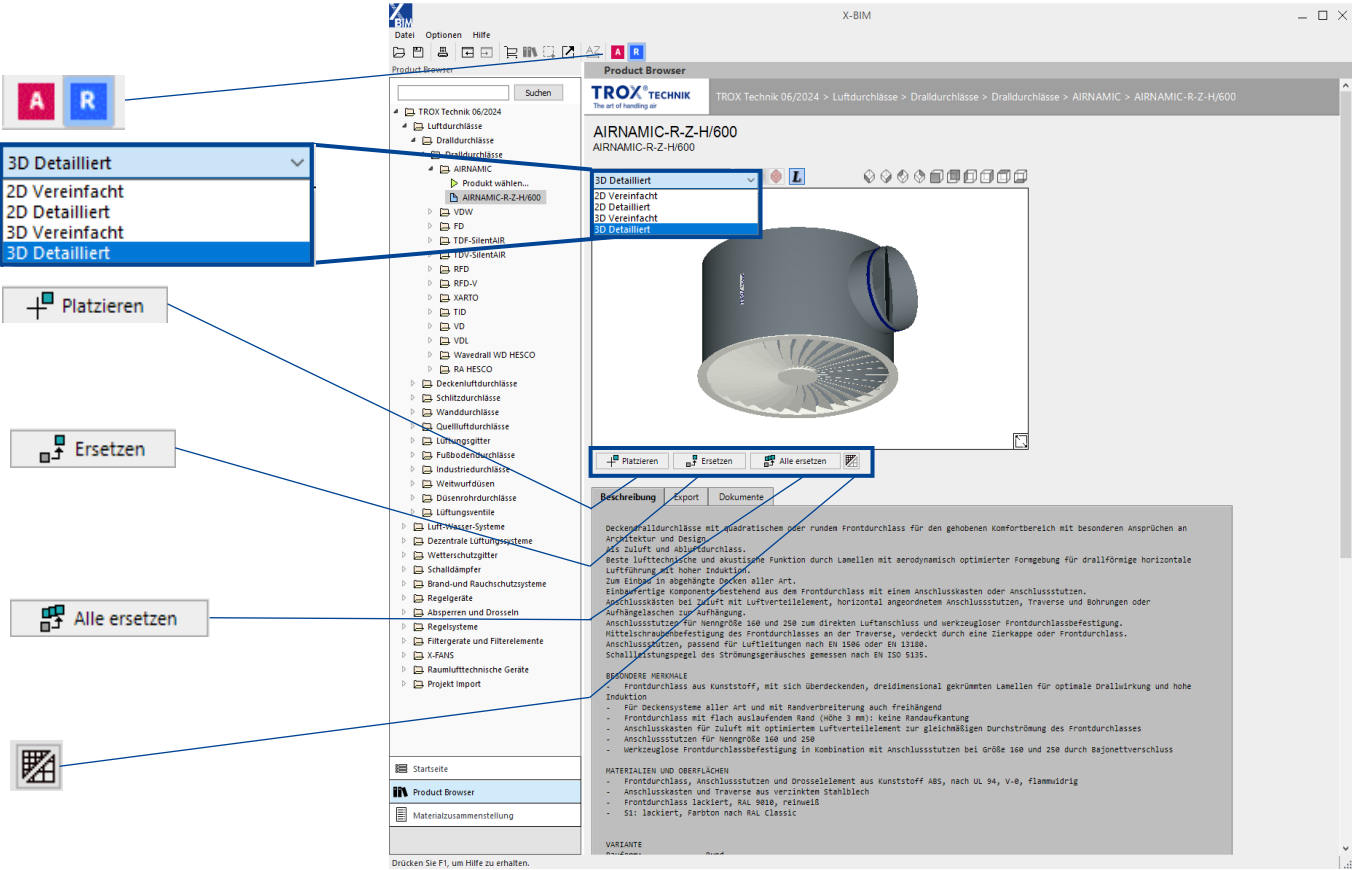 X-BIM
X-BIM
Datei Optionen Hilfe
AZ A R
Product Browser
Product Browser
A R
Suchen
TROX® TECHNIK
The art of handling air
TROX Technik 06/2024 > Luftdurchlässe > Dralldurchlässe > Dralldurchlässe > AIRNAMIC > AIRNAMIC-R-Z-H/600
AIRNAMIC-R-Z-H/600
AIRNAMIC-R-Z-H/600
3D Detailliert
2D Vereinfacht
2D Detailliert
3D Vereinfacht
3D Detailliert
Platzieren
Ersetzen
Alle ersetzen
TROX Technik 06/2024
Luftdurchlässe
Dralldurchlässe
Dralldurchlässe
AIRNAMIC
Produkt wählen...
AIRNAMIC-R-Z-H/600
VDW
FD
TDF-SilentAIR
TDV-SilentAIR
RFD
RFD-V
XARTO
TID
VD
VDL
Wavedrall WD HESCO
RA HESCO
Deckenluftdurchlässe
Schlitzdurchlässe
Wanddurchlässe
Quellluftdurchlässe
Lüftungsgitter
Fußbodendurchlässe
Industriedurchlässe
Weitwurfdüsen
Düsenrohrdurchlässe
Lüftungsventile
Luft-Wasser-Systeme
Dezentrale Lüftungssysteme
Wetterschutzgitter
Schalldämpfer
Brand-und Rauchschutzsysteme
Regelgeräte
Absperren und Drosseln
Regelsysteme
Filtergerate und Filterelemente
X-FANS
Raumlufttechnische Geräte
Projekt Import
Startseite
Product Browser
Materialzusammenstellung
3D Detailliert
L
2D Vereinfacht
2D Detailliert
3D Vereinfacht
3D Detailliert
Platzieren Ersetzen Alle ersetzen
Beschreibung Export Dokumente
Deckendralldurchlässe mit quadratischem oder rundem Frontdurchlass für den gehobenen Komfortbereich mit besonderen Ansprüchen an
Architektur und Design.
Als Zuluft und Abluftdurchlass.
Beste lufttechnische und akustische Funktion durch Lamellen mit aerodynamisch optimierter Formgebung für drallförmige horizontale
Luftführung mit hoher Induktion.
Zum Einbau in abgehängte Decken aller Art.
Einbaufertige Komponente bestehend aus dem Frontdurchlass mit einem Anschlusskasten oder Anschlussstutzen.
Anschlusskästen bei Zuluft mit Luftverteilelement, horizontal angeordnetem Anschlussstutzen, Traverse und Bohrungen oder
Aufhängelaschen zur Aufhängung.
Anschlussstutzen für Nenngröße 160 und 250 zum direkten Luftanschluss und werkzeugloser Frontdurchlassbefestigung.
Mittelschraubenbefestigung des Frontdurchlasses an der Traverse, verdeckt durch eine Zierkappe oder Frontdurchlass.
Anschlussstutzen, passend für Luftleitungen nach EN 1506 oder EN 13180.
Schallleistungspegel des Strömungsgeräusches gemessen nach EN ISO 5135.
BESONDERE MERKMALE
- Frontdurchlass aus Kunststoff, mit sich überdeckenden, dreidimensional gekrümmten Lamellen für optimale Drallwirkung und hohe
Induktion
- Für Deckensysteme aller Art und mit Randverbreiterung auch freihängend
- Frontdurchlass mit flach auslaufendem Rand (Höhe 3 mm): keine Randaufkantung
- Anschlusskasten für Zuluft mit optimiertem Luftverteilelement zur gleichmäßigen Durchströmung des Frontdurchlasses
- Anschlussstutzen für Nenngröße 160 und 250
- Werkzeuglose Frontdurchlassbefestigung in Kombination mit Anschlussstutzen bei Größe 160 und 250 durch Bajonettverschluss
MATERIALIEN UND OBERFLÄCHEN
- Frontdurchlass, Anschlussstutzen und Drosselelement aus Kunststoff ABS, nach UL 94, V-0, flammwidrig
- Anschlusskasten und Traverse aus verzinktem Stahlblech
- Frontdurchlass lackiert, RAL 9010, reinweiß
- S1: lackiert, Farbton nach RAL Classic
VARIANTE
Bauform: Rund
Drücken Sie F1, um Hilfe zu erhalten.